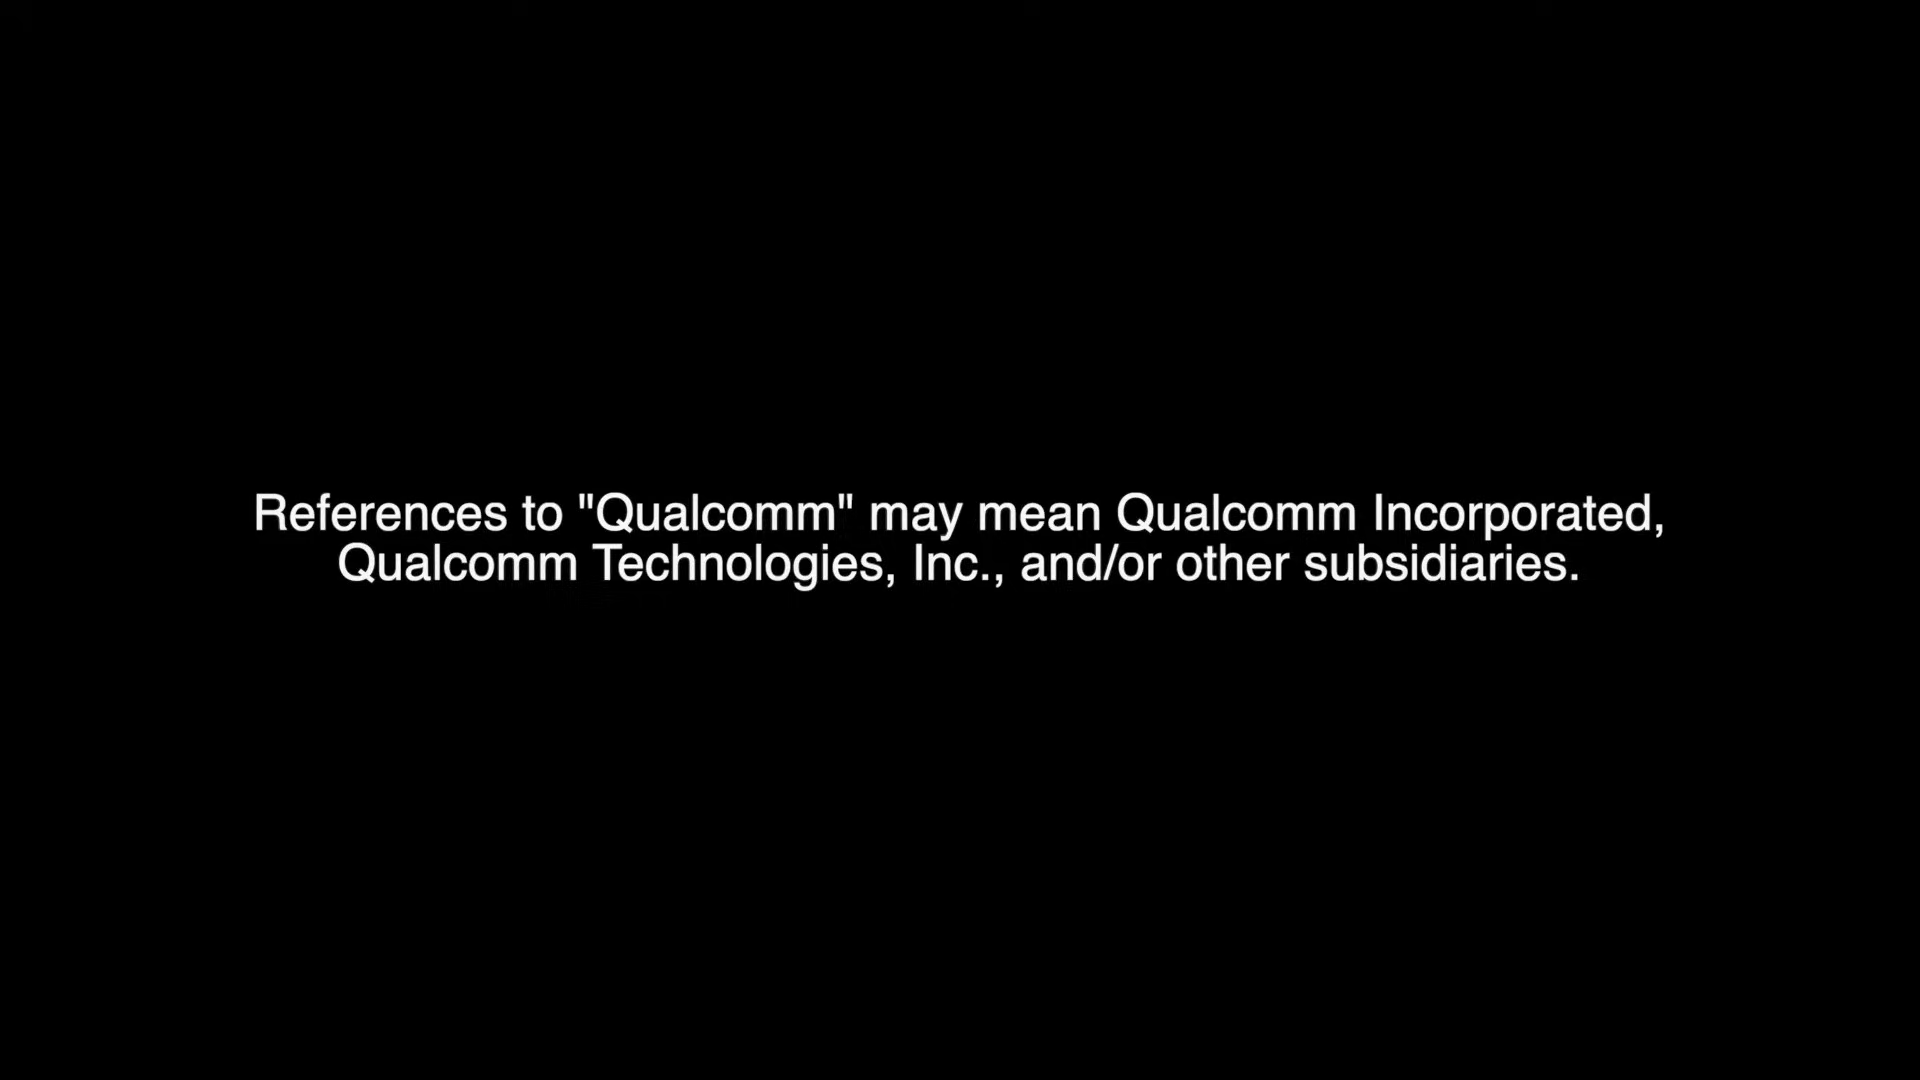 References to "Qualcomm" may mean Qualcomm Incorporated,
Qualcomm Technologies, Inc., and/or other subsidiaries.